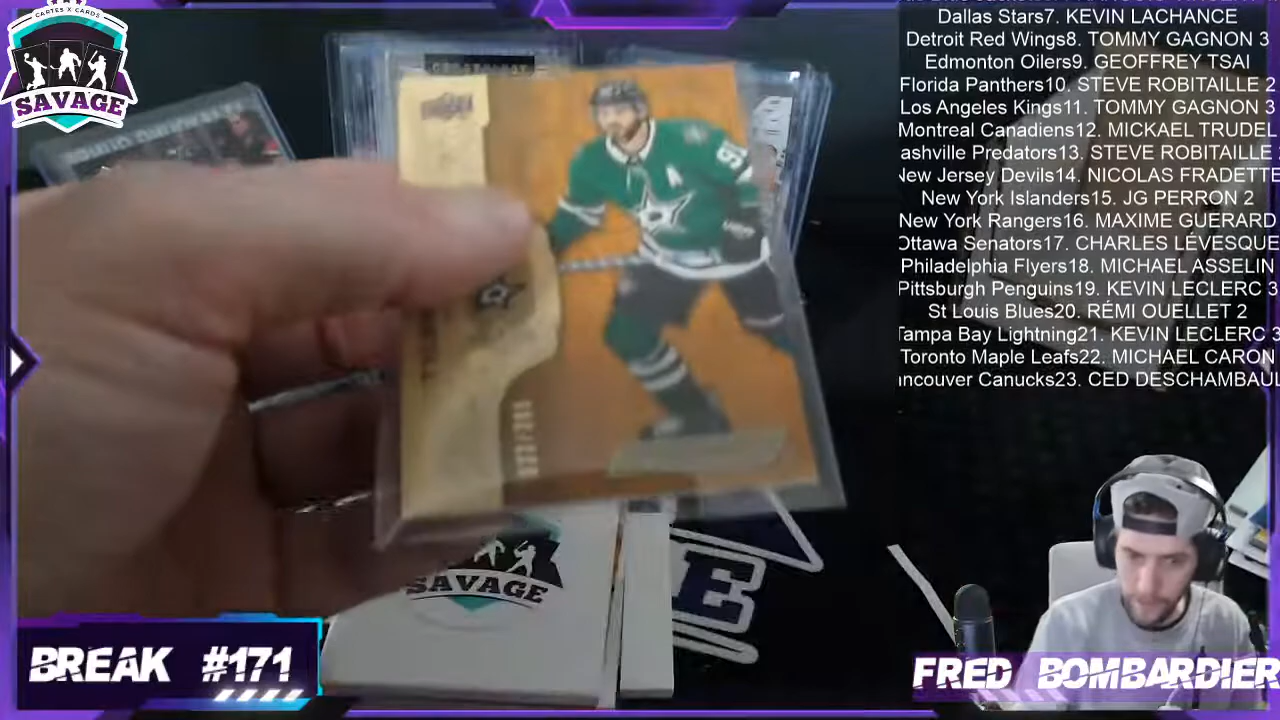 CARTES X CARDS
SAVAGE
Dallas Stars7. KEVIN LACHANCE
Detroit Red Wings8. TOMMY GAGNON 3
Edmonton Oilers9. GEOFFREY TSAI
Florida Panthers10. STEVE ROBITAILLE 2
Los Angeles Kings11. TOMMY GAGNON 3
Montreal Canadiens12. MICKAEL TRUDEL
ashville Predators13. STEVE ROBITAILLE
New Jersey Devils14. NICOLAS FRADETTE
New York Islanders15. JG PERRON 2
New York Rangers16. MAXIME GUERARD
Ottawa Senators17. CHARLES LÉVESQUE
Philadelphia Flyers18. MICHAEL ASSELIN
Pittsburgh Penguins19. KEVIN LECLERC 3
St Louis Blues20. RÉMI OUELLET 2
Tampa Bay Lightning21. KEVIN LECLERC 3
Toronto Maple Leafs22. MICHAEL CARON
ncouver Canucks23. CED DESCHAMBAUL
A
SAVAGE
E
BREAK #171
FRED BOMBARDIER